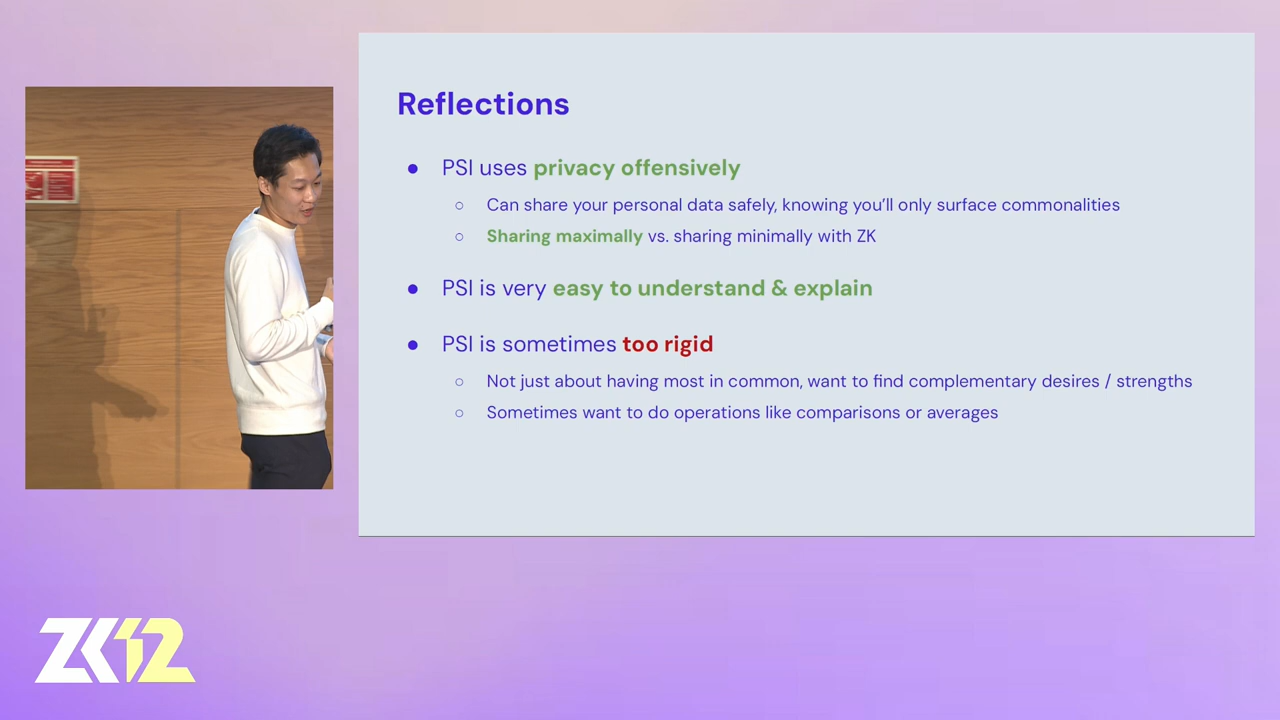 Reflections
● PSI uses privacy offensively
○ Can share your personal data safely, knowing you'll only surface commonalities
○ Sharing maximally vs. sharing minimally with ZK
● PSI is very easy to understand & explain
● PSI is sometimes too rigid
○ Not just about having most in common, want to find complementary desires / strengths
○ Sometimes want to do operations like comparisons or averages
ZK12